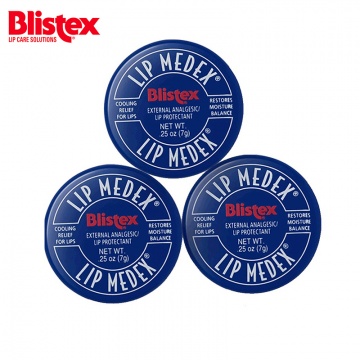 Blistex
LIP CARE SOLUTIONS
LIP MEDEX®
COOLING
RELIEF
FOR LIPS
Blistex
RESTORES
MOISTURE
BALANCE
EXTERNAL ANALGESIC/
LIP PROTECTANT
NET WT.
.25 oz (7g)
LIP MEDEX®
LIP MEDEX®
COOLING
RELIEF
FOR LIPS
Blistex
RESTORES
MOISTURE
BALANCE
EXTERNAL ANALGESIC/
LIP PROTECTANT
NET WT.
.25 oz (7g)
LIP MEDEX®
LIP MEDEX®
COOLING
RELIEF
FOR LIPS
Blistex
RESTORES
MOISTURE
BALANCE
EXTERNAL ANALGESIC/
LIP PROTECTANT
NET WT.
.25 oz (7g)
LIP MEDEX®